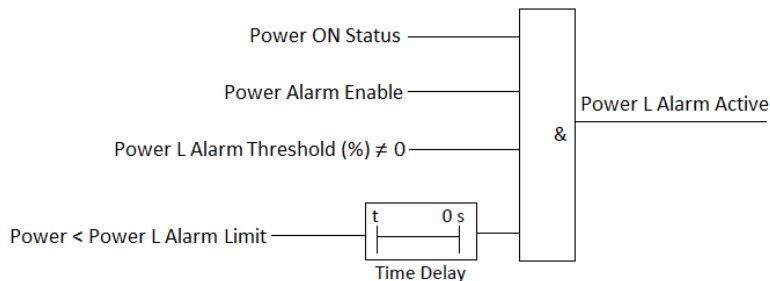 Power ON Status
Power Alarm Enable
Power L Alarm Active
&
Power L Alarm Threshold (%) ≠ 0
t 0 s
Power < Power L Alarm Limit
Time Delay